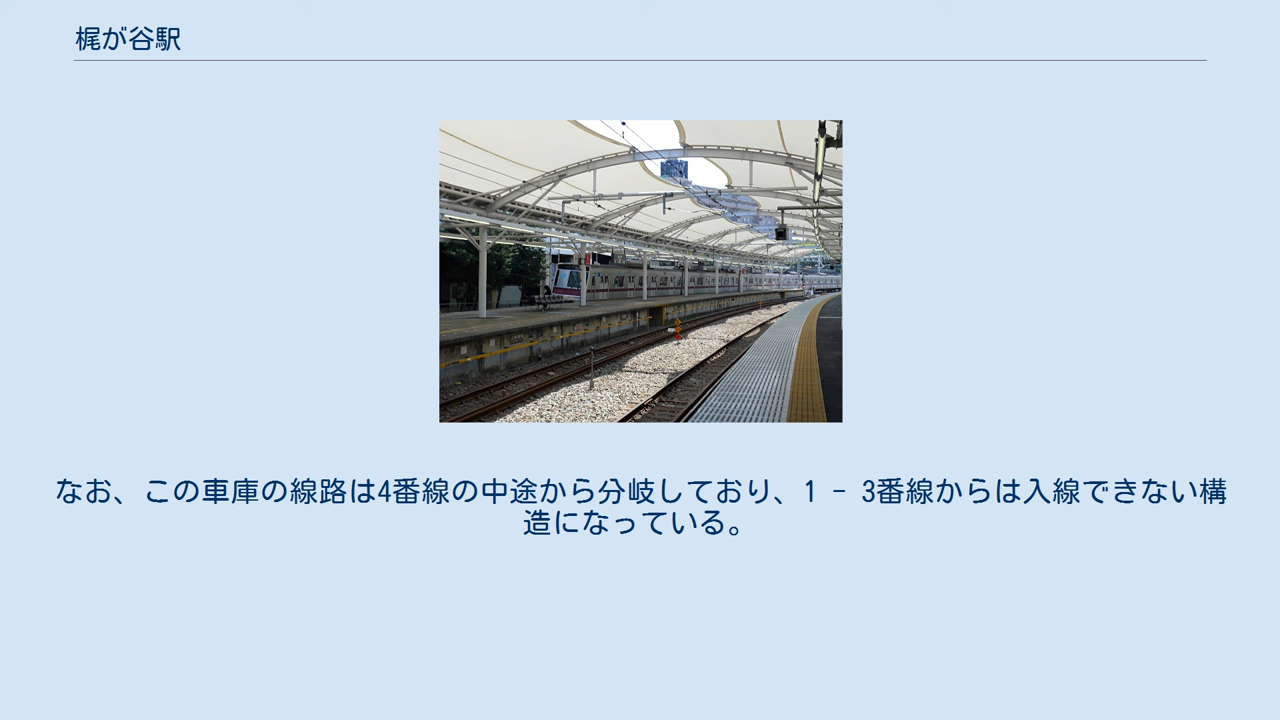 梶が谷駅
なお、この車庫の線路は4番線の中途から分岐しており、1 - 3番線からは入線できない構
造になっている。